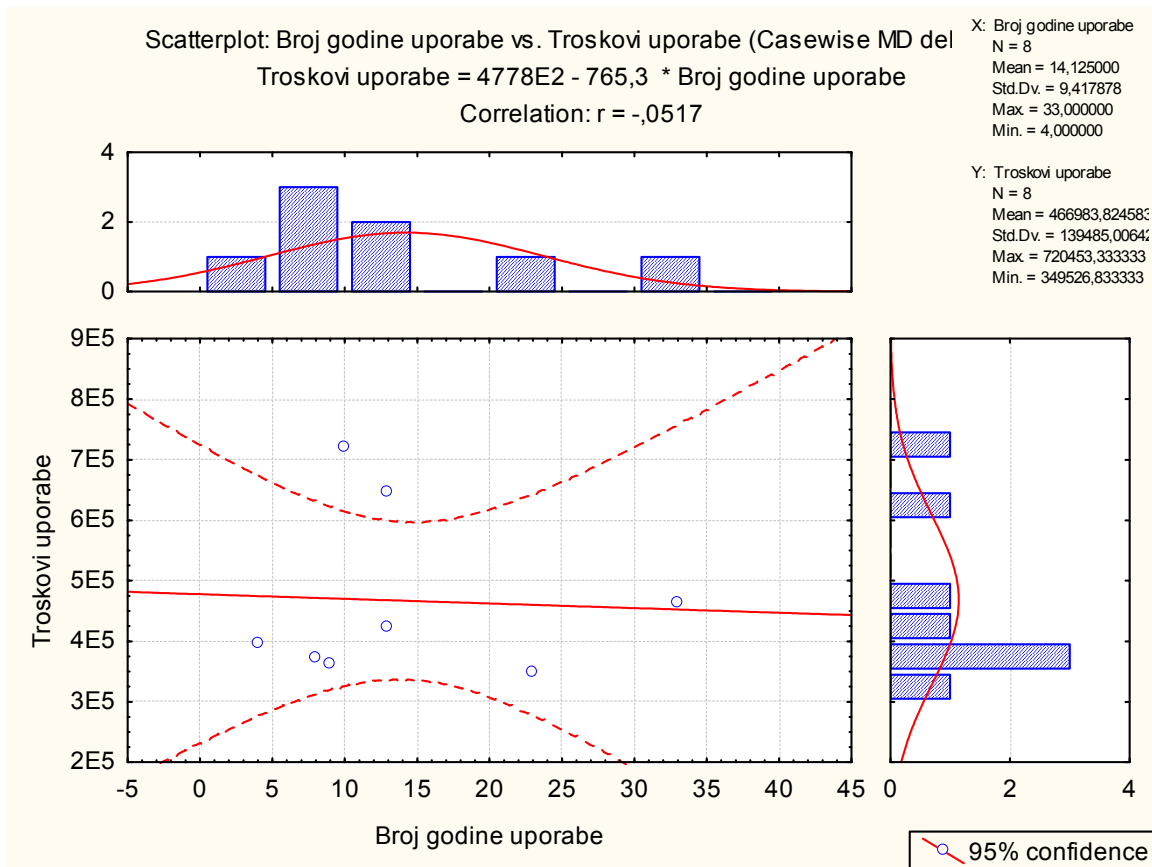 Scatterplot: Broj godine uporabe vs. Troskovi uporabe (Casewise MD del
Troskovi uporabe = 4778E2 - 765,3 * Broj godine uporabe
Correlation: r = -,0517
X: Broj godine uporabe
N = 8
Mean = 14,125000
Std.Dv. = 9,417878
Max. = 33,000000
Min. = 4,000000
Y: Troskovi uporabe
N = 8
Mean = 466983,824583
Std.Dv. = 139485,00642
Max. = 720453,333333
Min. = 349526,833333
4
2
0
9E5
8E5
7E5
6E5
5E5
4E5
3E5
2E5
Troskovi uporabe
-5 0 5 10 15 20 25 30 35 40 45
Broj godine uporabe
0 2 4
95% confidence